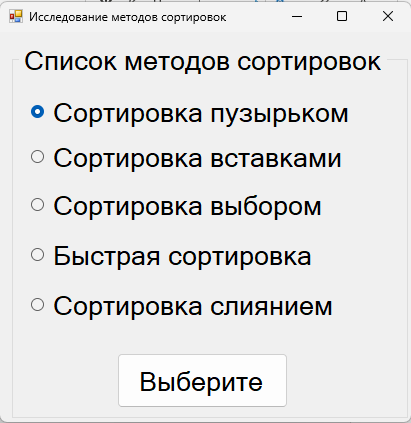 Исследование методов сортировок
Список методов сортировок
Сортировка пузырьком
Сортировка вставками
Сортировка выбором
Быстрая сортировка
Сортировка слиянием
Выберите